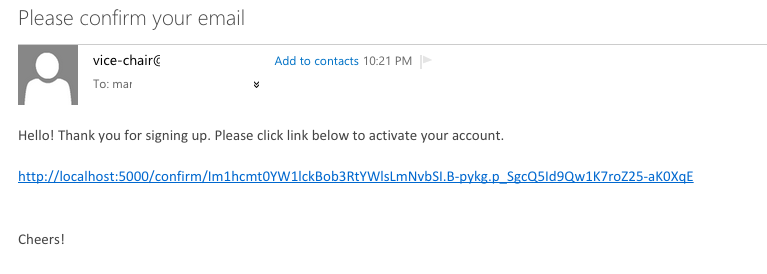 Please confirm your email
vice-chair@
Add to contacts 10:21 PM
To: mar
Hello! Thank you for signing up. Please click link below to activate your account.
http://localhost:5000/confirm/Im1hcmt0YW1lckBob3RtYWlsLmNvbSI.B-pykg.p_SgcQ5Id9Qw1K7roZ25-aK0XqE
Cheers!